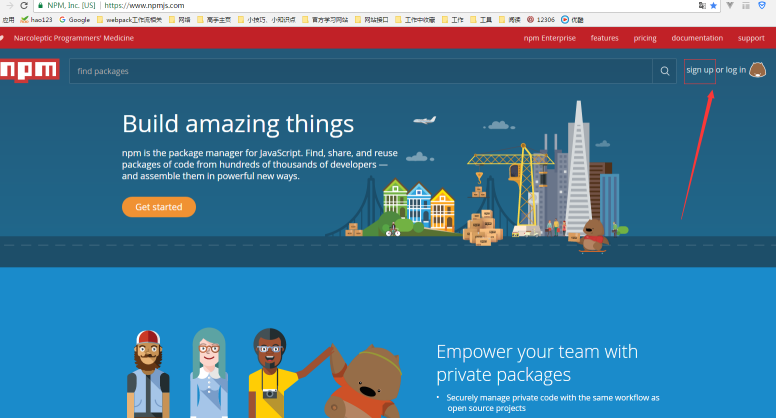 NPM, Inc. [US] | https://www.npmjs.com
应用 hao123 Google webpack工作流相关 网络 高手主页 小技巧、小知识点 官方学习网站 网站接口 工作中收藏 工作 工具 阅读 12306 优酷
Narcoleptic Programmers' Medicine npm Enterprise features pricing documentation support
npm find packages sign up or log in
Build amazing things
npm is the package manager for JavaScript. Find, share, and reuse
packages of code from hundreds of thousands of developers —
and assemble them in powerful new ways.
Get started
Empower your team with
private packages
• Securely manage private code with the same workflow as
open source projects